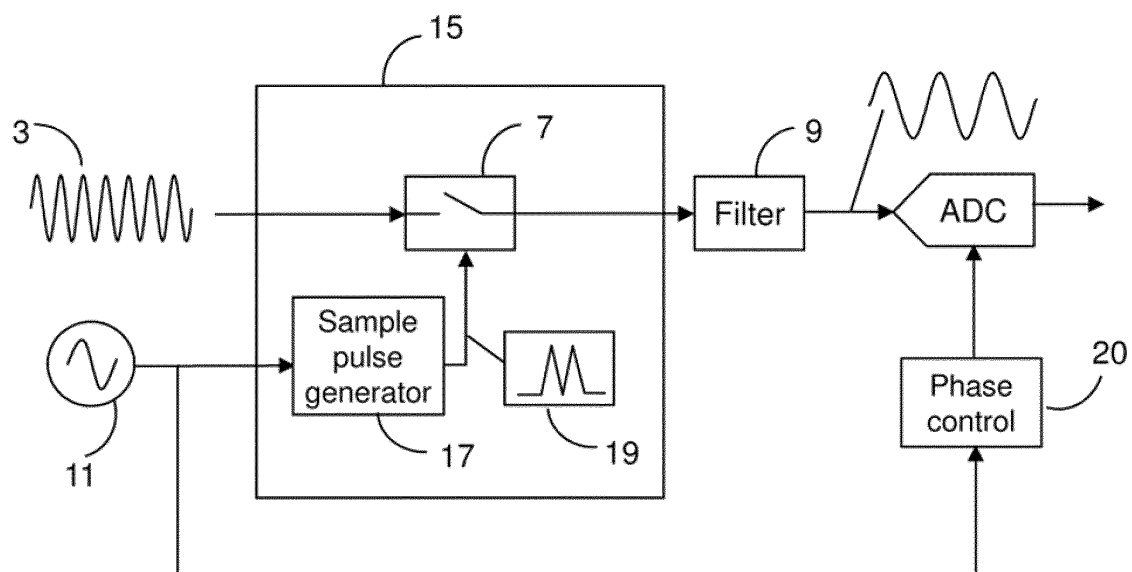 15
3
7
9
Filter
ADC
Sample
pulse
generator
11
17
19
Phase
control
20